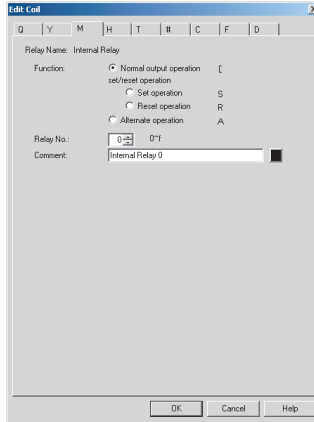 Edit Coil
Q Y M H T # C F D
Relay Name: Internal Relay
Function: Normal output operation [
set/reset operation
Set operation S
Reset operation R
Alternate operation A
Relay No.: 0 0~f
Comment: Internal Relay 0
OK Cancel Help